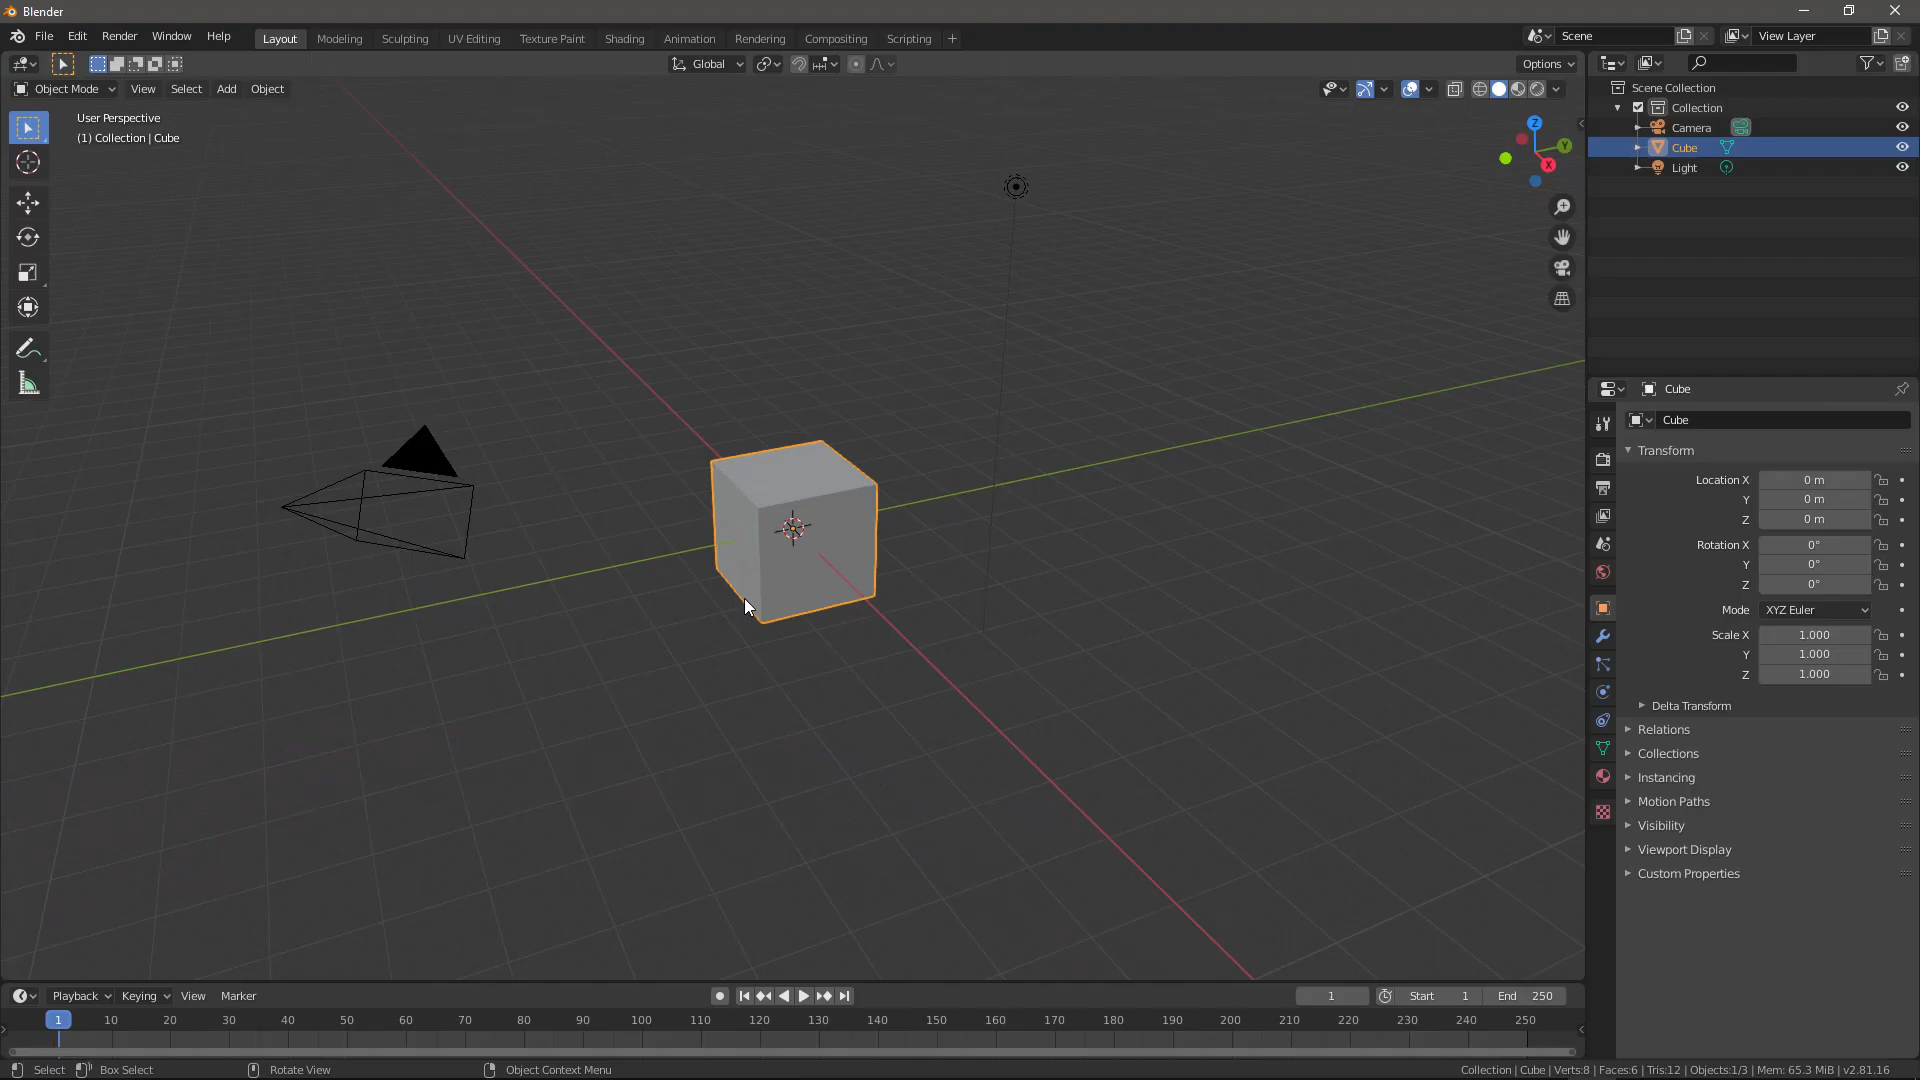 Blender
File Edit Render Window Help
Layout Modeling Sculpting UV Editing Texture Paint Shading Animation Rendering Compositing Scripting +
Scene
View Layer
Global
Options
Object Mode View Select Add Object
User Perspective
(1) Collection | Cube
Z
Y
X
Scene Collection
Collection
Camera
Cube
Light
Cube
Cube
Transform
Location X 0 m
Y 0 m
Z 0 m
Rotation X 0°
Y 0°
Z 0°
Mode XYZ Euler
Scale X 1.000
Y 1.000
Z 1.000
Delta Transform
Relations
Collections
Instancing
Motion Paths
Visibility
Viewport Display
Custom Properties
Playback Keying View Marker
1 Start 1 End 250
1 10 20 30 40 50 60 70 80 90 100 110 120 130 140 150 160 170 180 190 200 210 220 230 240 250
Select Box Select Rotate View Object Context Menu
Collection | Cube | Verts:8 | Faces:6 | Tris:12 | Objects:1/3 | Mem: 65.3 MiB | v2.81.16